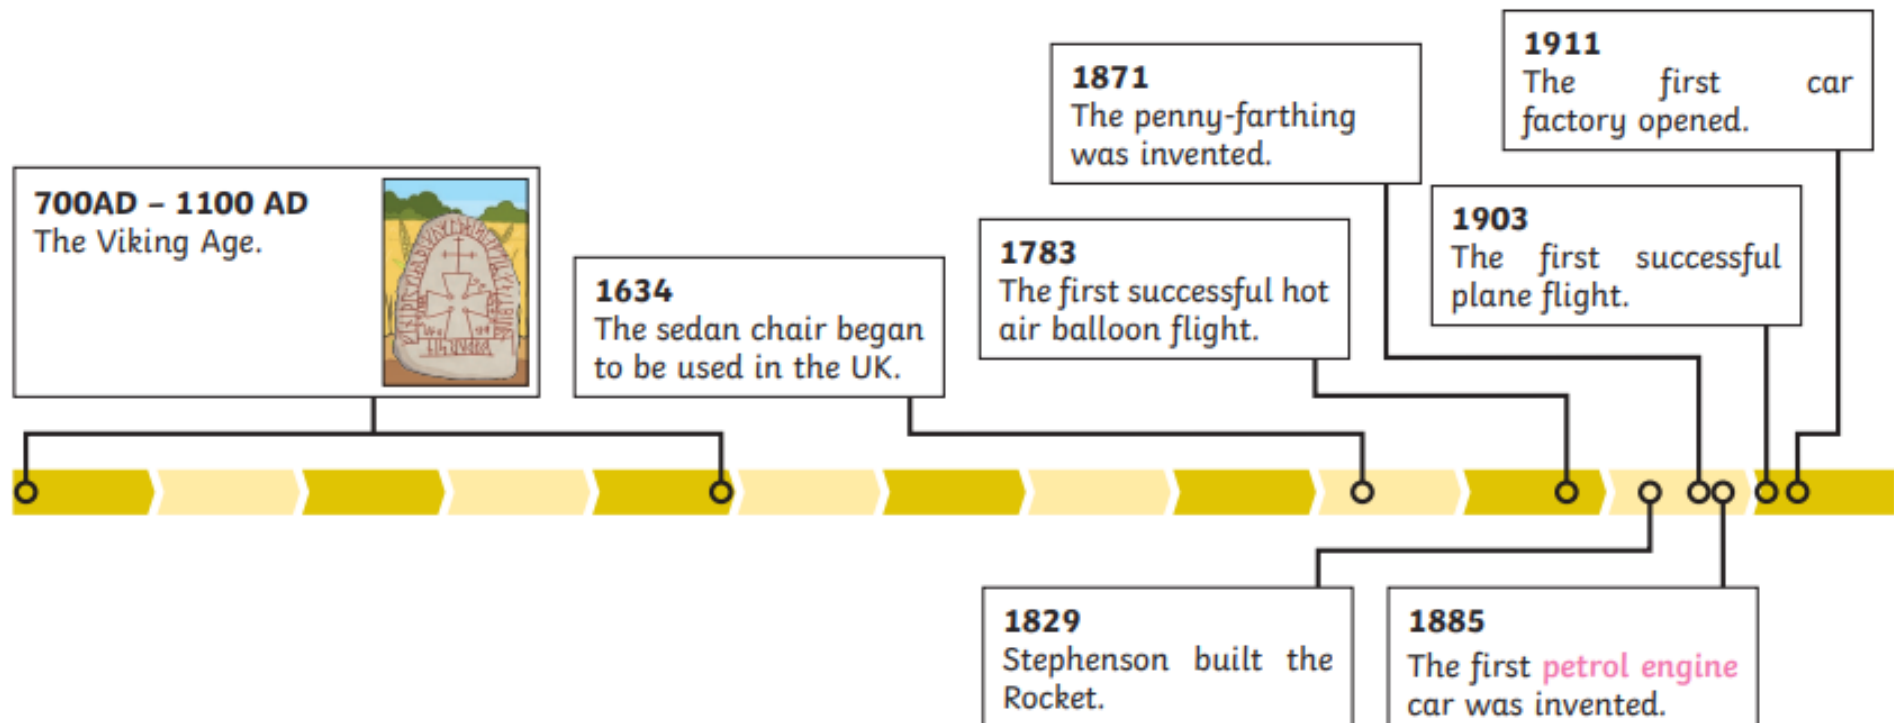 700AD – 1100 AD
The Viking Age.
1634
The sedan chair began
to be used in the UK.
1783
The first successful hot
air balloon flight.
1829
Stephenson built the
Rocket.
1871
The penny-farthing
was invented.
1885
The first petrol engine
car was invented.
1903
The first successful
plane flight.
1911
The first car
factory opened.